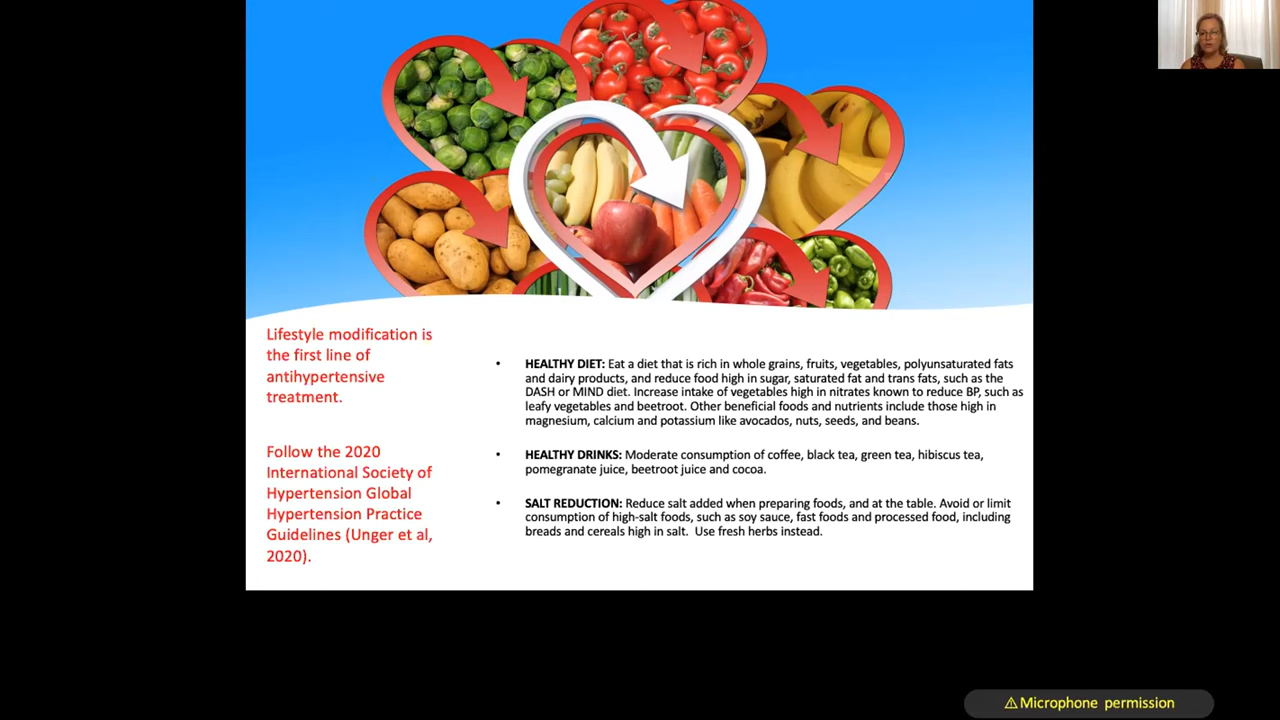 Lifestyle modification is
the first line of
antihypertensive
treatment.
Follow the 2020
International Society of
Hypertension Global
Hypertension Practice
Guidelines (Unger et al,
2020).
• HEALTHY DIET: Eat a diet that is rich in whole grains, fruits, vegetables, polyunsaturated fats
and dairy products, and reduce food high in sugar, saturated fat and trans fats, such as the
DASH or MIND diet. Increase intake of vegetables high in nitrates known to reduce BP, such as
leafy vegetables and beetroot. Other beneficial foods and nutrients include those high in
magnesium, calcium and potassium like avocados, nuts, seeds, and beans.
• HEALTHY DRINKS: Moderate consumption of coffee, black tea, green tea, hibiscus tea,
pomegranate juice, beetroot juice and cocoa.
• SALT REDUCTION: Reduce salt added when preparing foods, and at the table. Avoid or limit
consumption of high-salt foods, such as soy sauce, fast foods and processed food, including
breads and cereals high in salt.  Use fresh herbs instead.
⚠Microphone permission